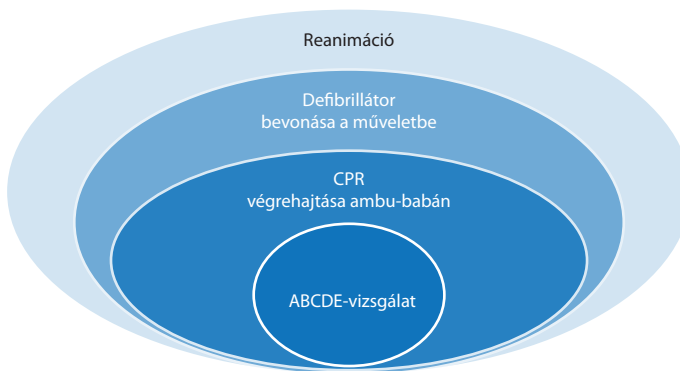 Reanimáció
Defibrillátor
bevonása a műveletbe
CPR
végrehajtása ambu-babán
ABCDE-vizsgálat